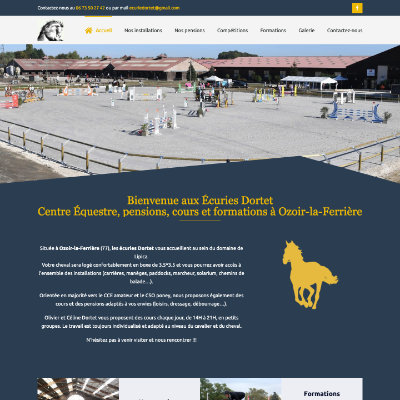 Contactez-nous au 06 73 50 27 42 ou par mail ecuriedortet@gmail.com
Accueil Nos installations Nos pensions Compétitions Formations Galerie Contactez-nous
Bienvenue aux Écuries Dortet
Centre Équestre, pensions, cours et formations à Ozoir-la-Ferrière
Située à Ozoir-la-Ferrière (77), les écuries Dortet vous accueillent au sein du domaine de
Lipica.
Votre cheval sera logé confortablement en boxe de 3.5*3.5 et vous pourrez avoir accès à
l'ensemble des installations (carrières, manèges, paddocks, marcheur, solarium, chemins de
balade...).
Orientée en majorité vers le CCE amateur et le CSO poney, nous proposons également des
cours et des pensions adaptés à vos envies (loisirs, dressage, débourrage...).
Olivier et Céline Dortet vous proposent des cours chaque jour, de 14H à 21H, en petits
groupes. Le travail est toujours individualisé et adapté au niveau du cavalier et du cheval.
N'hésitez pas à venir visiter et nous rencontrer !!!
Formations